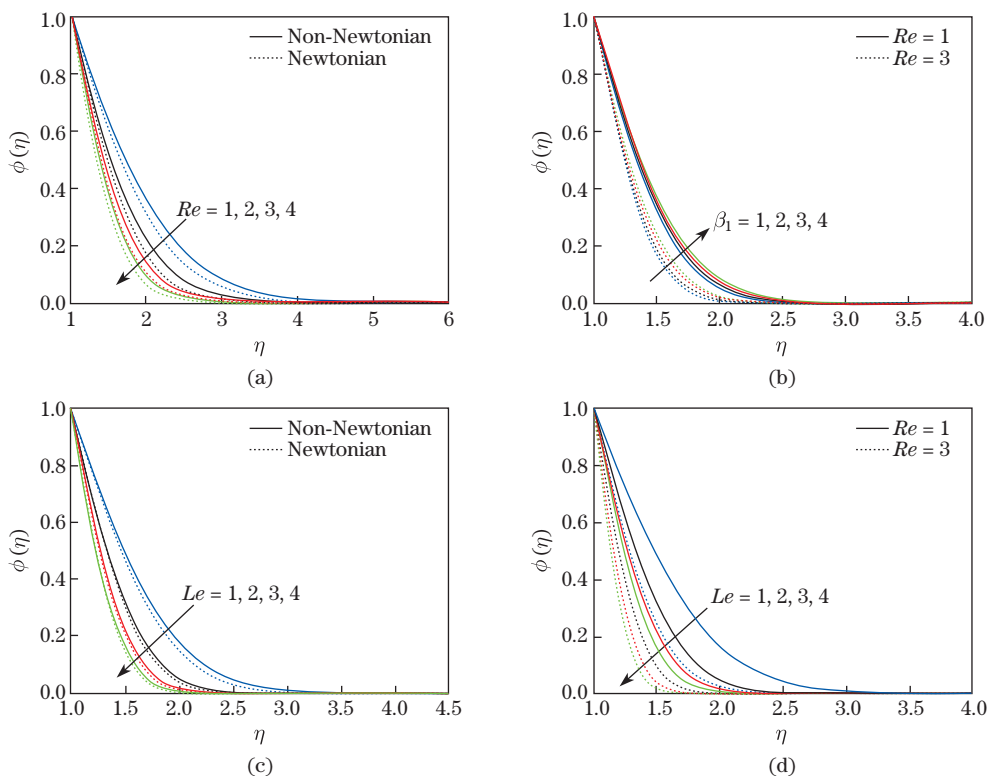 1.0
0.8
0.6
0.4
0.2
0.0
ϕ(η)
Non-Newtonian
Newtonian
Re = 1, 2, 3, 4
1 2 3 4 5 6
η
(a)
1.0
0.8
0.6
0.4
0.2
0.0
ϕ(η)
Re = 1
Re = 3
β₁ = 1, 2, 3, 4
1.0 1.5 2.0 2.5 3.0 3.5 4.0
η
(b)
1.0
0.8
0.6
0.4
0.2
0.0
ϕ(η)
Non-Newtonian
Newtonian
Le = 1, 2, 3, 4
1.0 1.5 2.0 2.5 3.0 3.5 4.0 4.5
η
(c)
1.0
0.8
0.6
0.4
0.2
0.0
ϕ(η)
Re = 1
Re = 3
Le = 1, 2, 3, 4
1.0 1.5 2.0 2.5 3.0 3.5 4.0
η
(d)